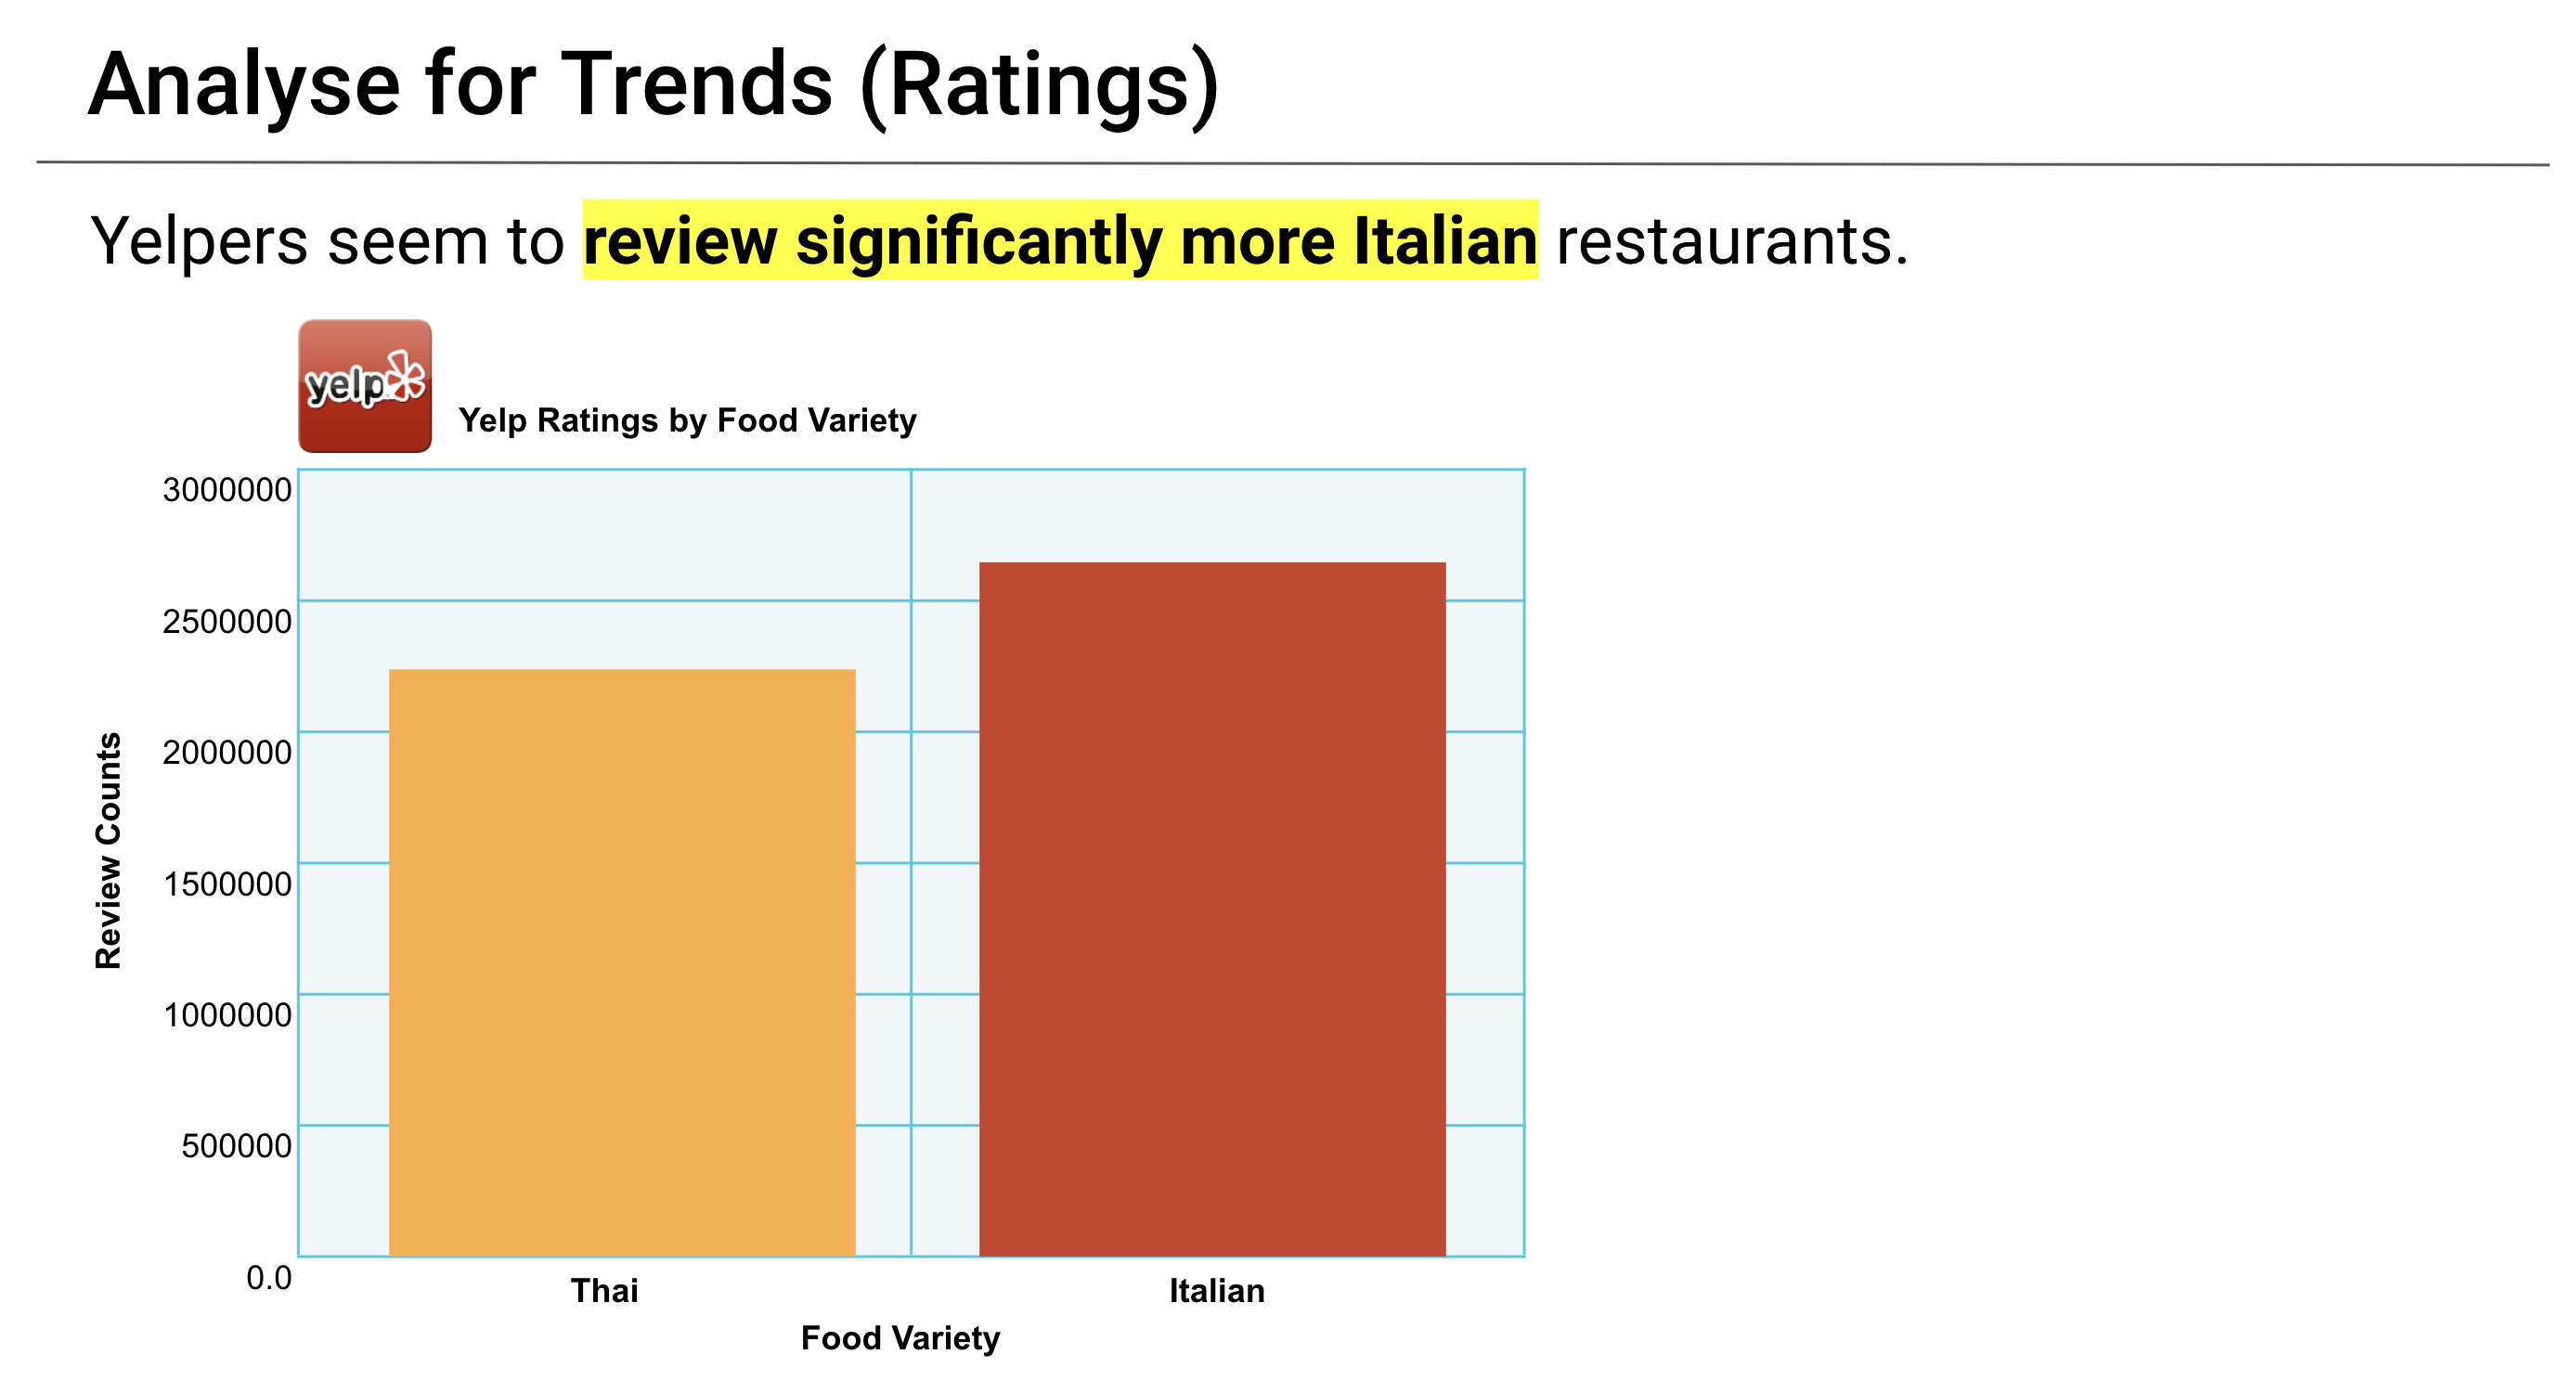 Analyse for Trends (Ratings)
Yelpers seem to review significantly more Italian restaurants.
yelp
Yelp Ratings by Food Variety
3000000
2500000
2000000
1500000
1000000
500000
0.0
Review Counts
Thai
Italian
Food Variety